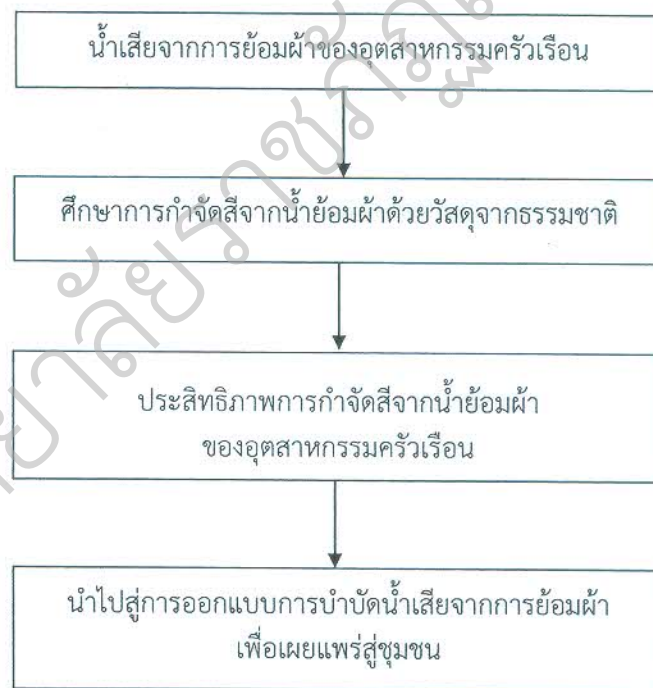 น้ำเสียจากการย้อมผ้าของอุตสาหกรรมครัวเรือน
ศึกษาการกำจัดสีจากน้ำย้อมผ้าด้วยวัสดุจากธรรมชาติ
ประสิทธิภาพการกำจัดสีจากน้ำย้อมผ้า
ของอุตสาหกรรมครัวเรือน
นำไปสู่การออกแบบการบำบัดน้ำเสียจากการย้อมผ้า
เพื่อเผยแพร่สู่ชุมชน